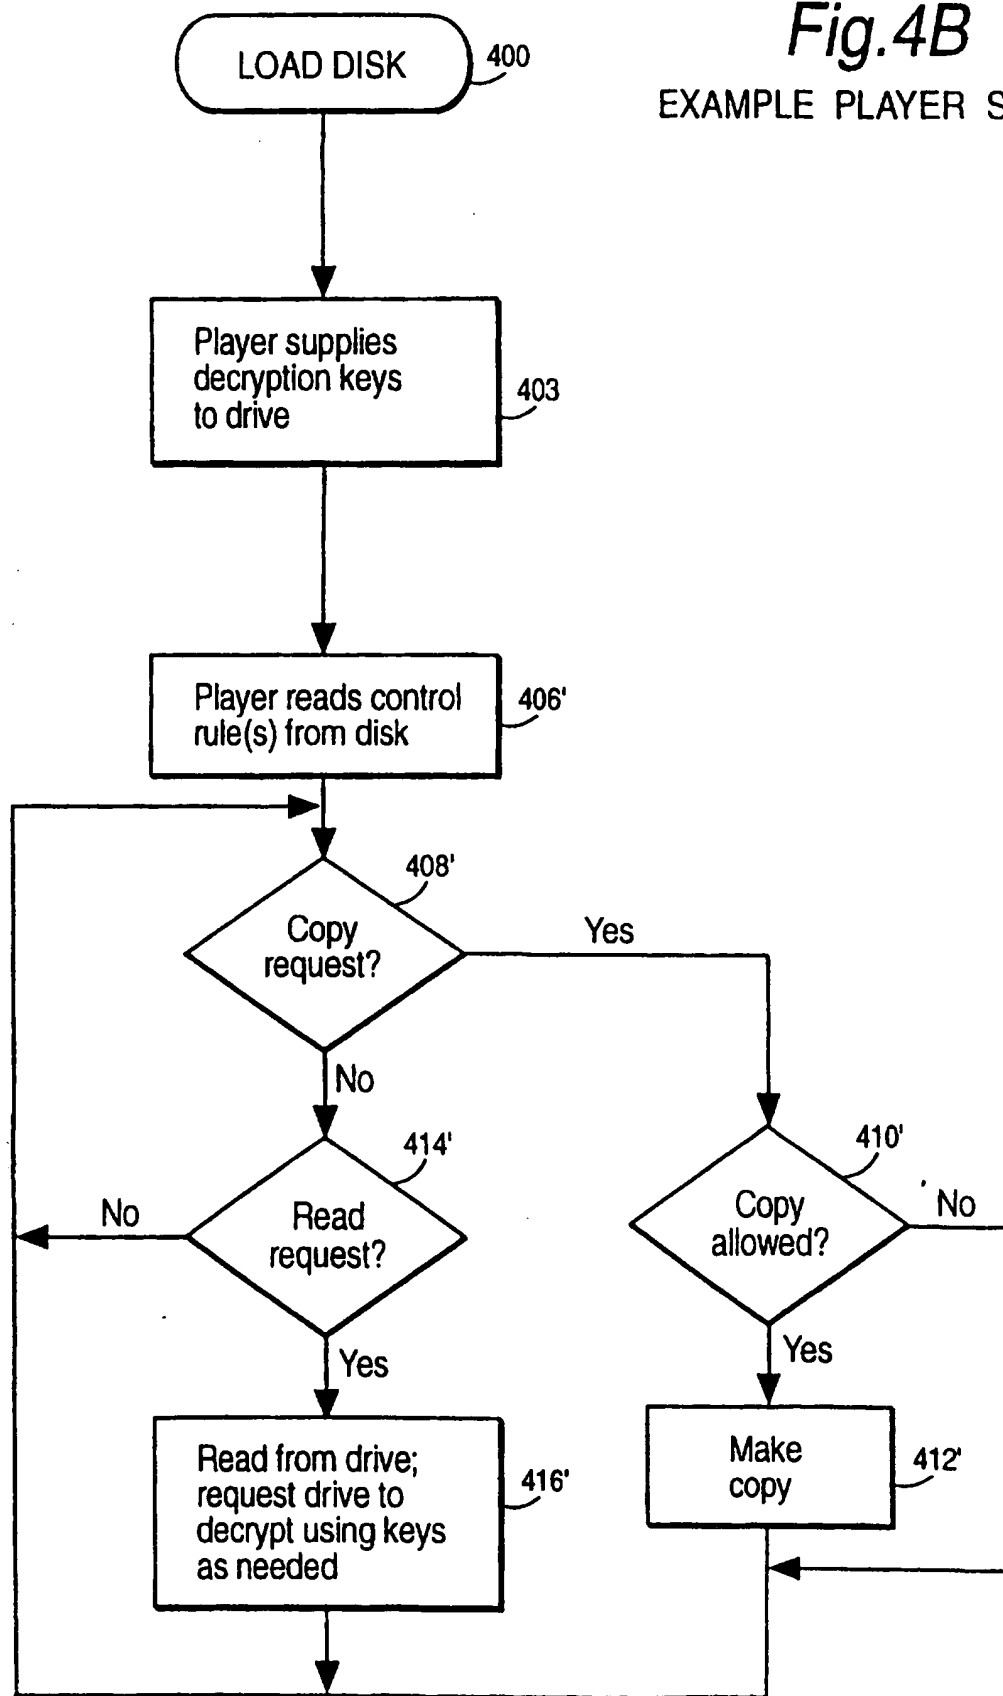 Fig.4B
EXAMPLE PLAYER S
LOAD DISK
400
Player supplies
decryption keys
to drive
403
Player reads control
rule(s) from disk
406'
408'
Copy
request?
Yes
No
414'
Read
request?
No
Yes
410'
Copy
allowed?
No
Yes
Read from drive;
request drive to
decrypt using keys
as needed
416'
Make
copy
412'